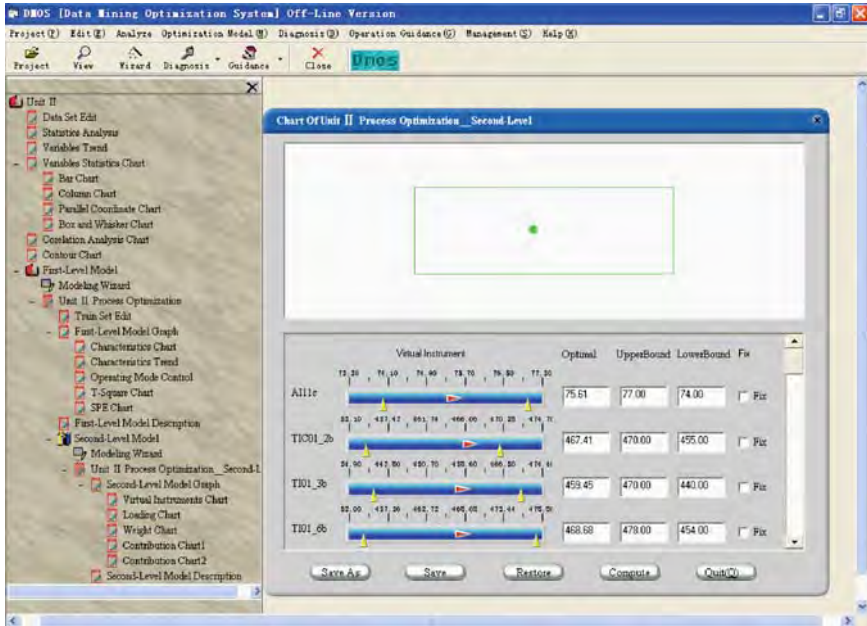 DMOS [Data Mining Optimization System] Off-Line Version
Project(P) Edit(E) Analyze Optimization Model(M) Diagnosis(D) Operation Guidance(G) Management(S) Help(H)
Project View Wizard Diagnosis Guidance Close Dmos
Unit II
Data Set Edit
Statistics Analysis
Variables Trend
Variables Statistics Chart
Bar Chart
Column Chart
Parallel Coordinate Chart
Box and Whisker Chart
Correlation Analysis Chart
Contour Chart
First-Level Model
Modeling Wizard
Unit II Process Optimization
Train Set Edit
First-Level Model Graph
Characteristics Chart
Characteristics Trend
Operating Mode Control
T-Square Chart
SPE Chart
First-Level Model Description
Second-Level Model
Modeling Wizard
Unit II Process Optimization__Second-L
Second-Level Model Graph
Virtual Instruments Chart
Loading Chart
Weight Chart
Contribution Chart1
Contribution Chart2
Second-Level Model Description
Chart Of Unit II Process Optimization__Second-Level
Virtual Instrument Optimal UpperBound LowerBound Fix
AI11c 75.61 77.00 74.00 Fix
TIC01_2b 467.41 470.00 455.00 Fix
TI01_3b 459.45 470.00 440.00 Fix
TI01_6b 468.68 478.00 454.00 Fix
Save As Save Restore Compute Quit(Q)